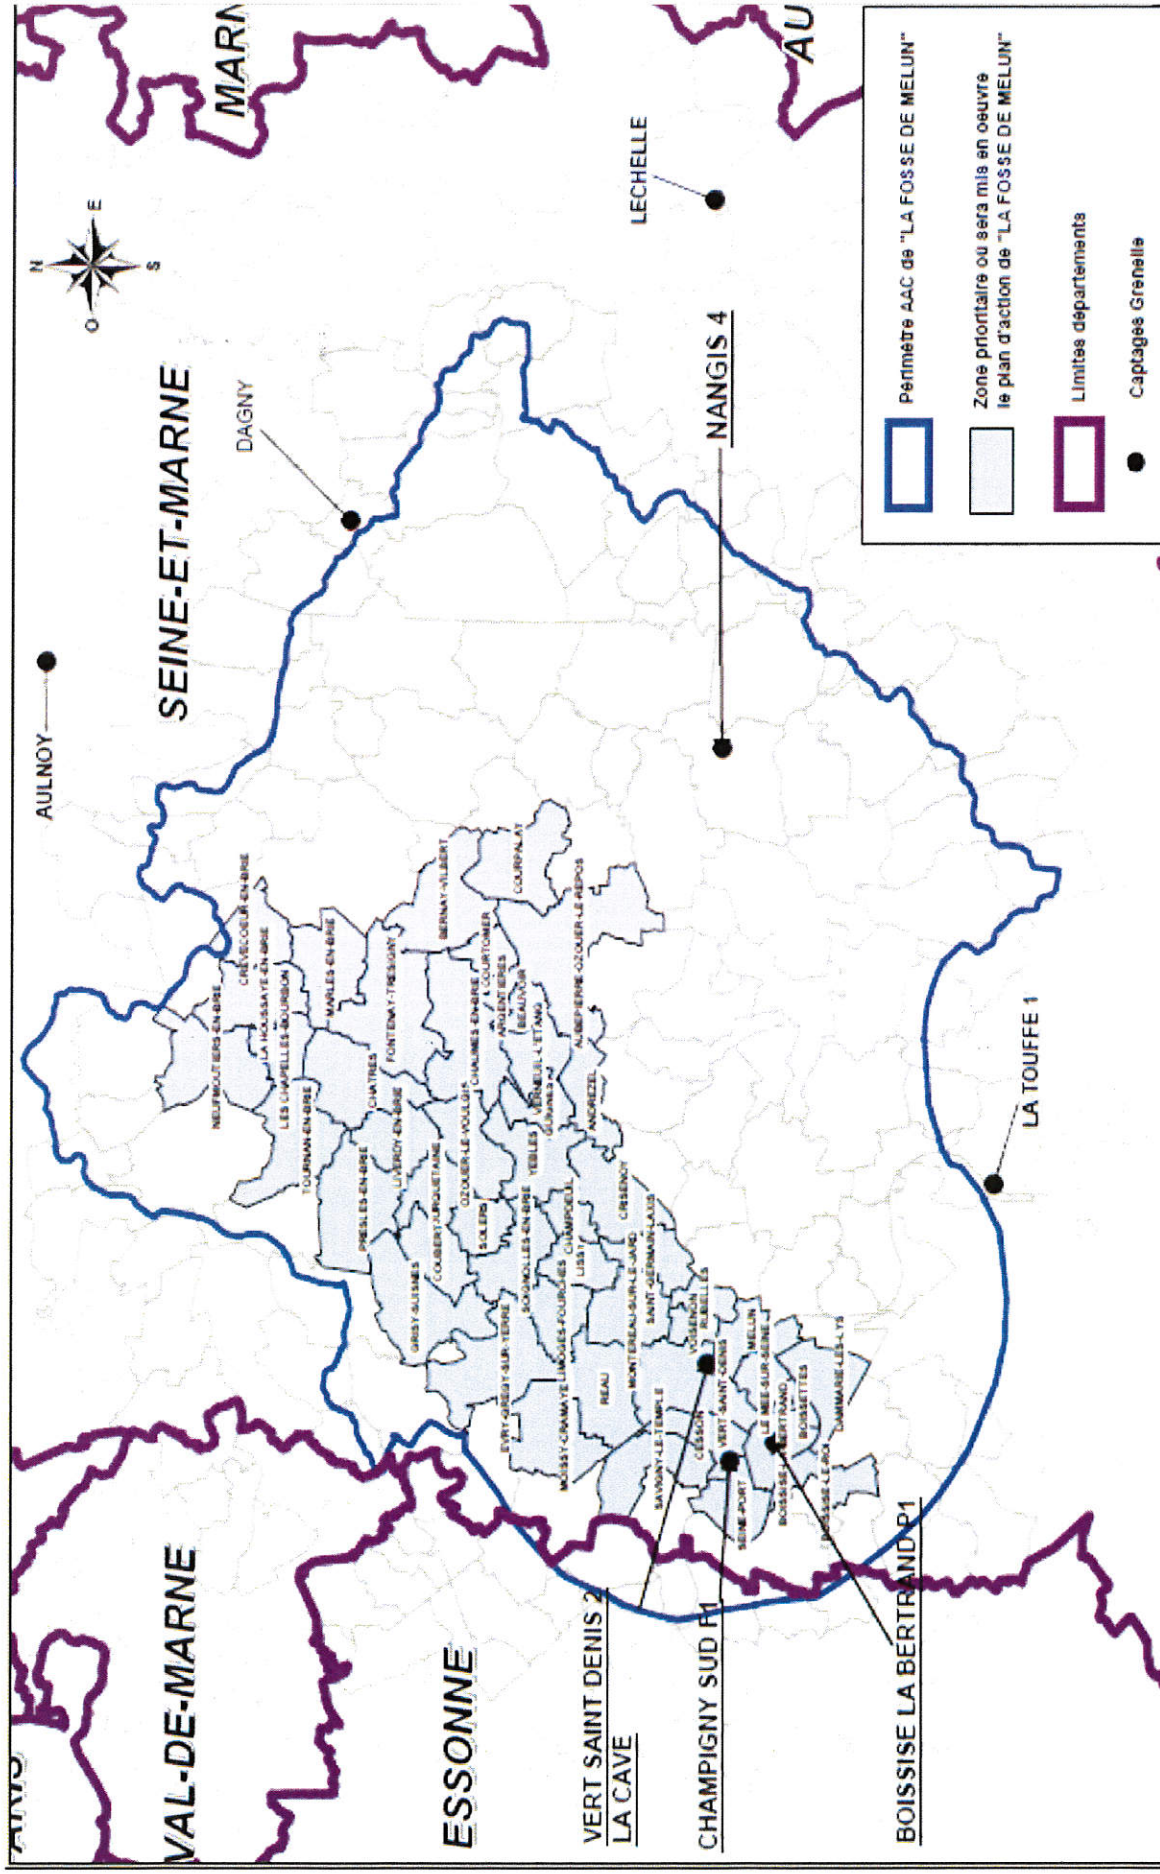 MARN
AU
N
E
S
O
SEINE-ET-MARNE
AULNOY
DAGNY
LECHELLE
NANGIS 4
LA TOUFFE 1
VAL-DE-MARNE
ESSONNE
VERT SAINT DENIS 2
LA CAVE
CHAMPIGNY SUD F1
BOISSISE LA BERTRAND P1
NEUFMOUTIERS-EN-BRIE
CREVECOEUR-EN-BRIE
LA HOUSSAYE-EN-BRIE
LES CHAPELLES-BOURBON
MARLES-EN-BRIE
TOURNAN-EN-BRIE
CHATRES
FONTENAY-TRESIGNY
BERNAY-VILBERT
COURPALAY
PRESLES-EN-BRIE
LIVERDY-EN-BRIE
COURTOMER
CHAUMES-EN-BRIE
ARGENTIERES
BEAUVOIR
GRISY-SUISNES
COUBERT
COURQUETAINE
OZOUER-LE-VOULGIS
SOLERS
YEBLES
GUIGNES
VERNEUIL-L'ETANG
AUBEPIERRE-OZOUER-LE-REPOS
ANDREZEL
EVRY-GREGY-SUR-YERRE
SOIGNOLLES-EN-BRIE
CHAMPDEUIL
CRISENOY
LIMOGES-FOURCHES
LISSY
MOISSY-CRAMAYEL
REAU
MONTEREAU-SUR-LE-JARD
SAINT-GERMAIN-LAXIS
SAVIGNY-LE-TEMPLE
CESSON
VERT-SAINT-DENIS
VOISENON
RUBELLES
MELUN
SEINE-PORT
LE MEE-SUR-SEINE
BOISSETTES
BOISSISE-LE-ROI
DAMMARIE-LES-LYS
Périmètre AAC de "LA FOSSE DE MELUN"
Zone prioritaire où sera mis en oeuvre
le plan d'action de "LA FOSSE DE MELUN"
Limites départements
Captages Grenelle